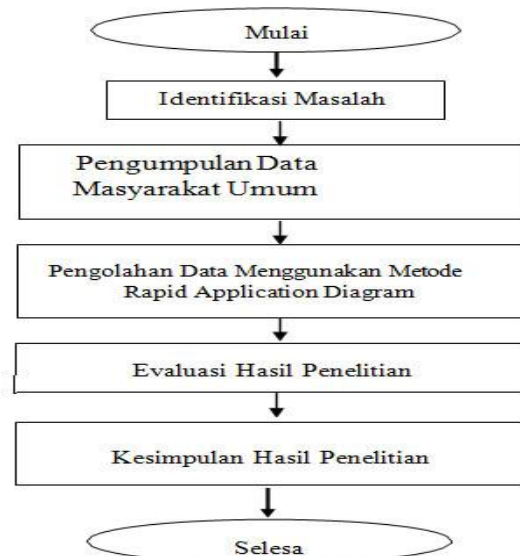 Mulai
Identifikasi Masalah
Pengumpulan Data
Masyarakat Umum
Pengolahan Data Menggunakan Metode
Rapid Application Diagram
Evaluasi Hasil Penelitian
Kesimpulan Hasil Penelitian
Selesa